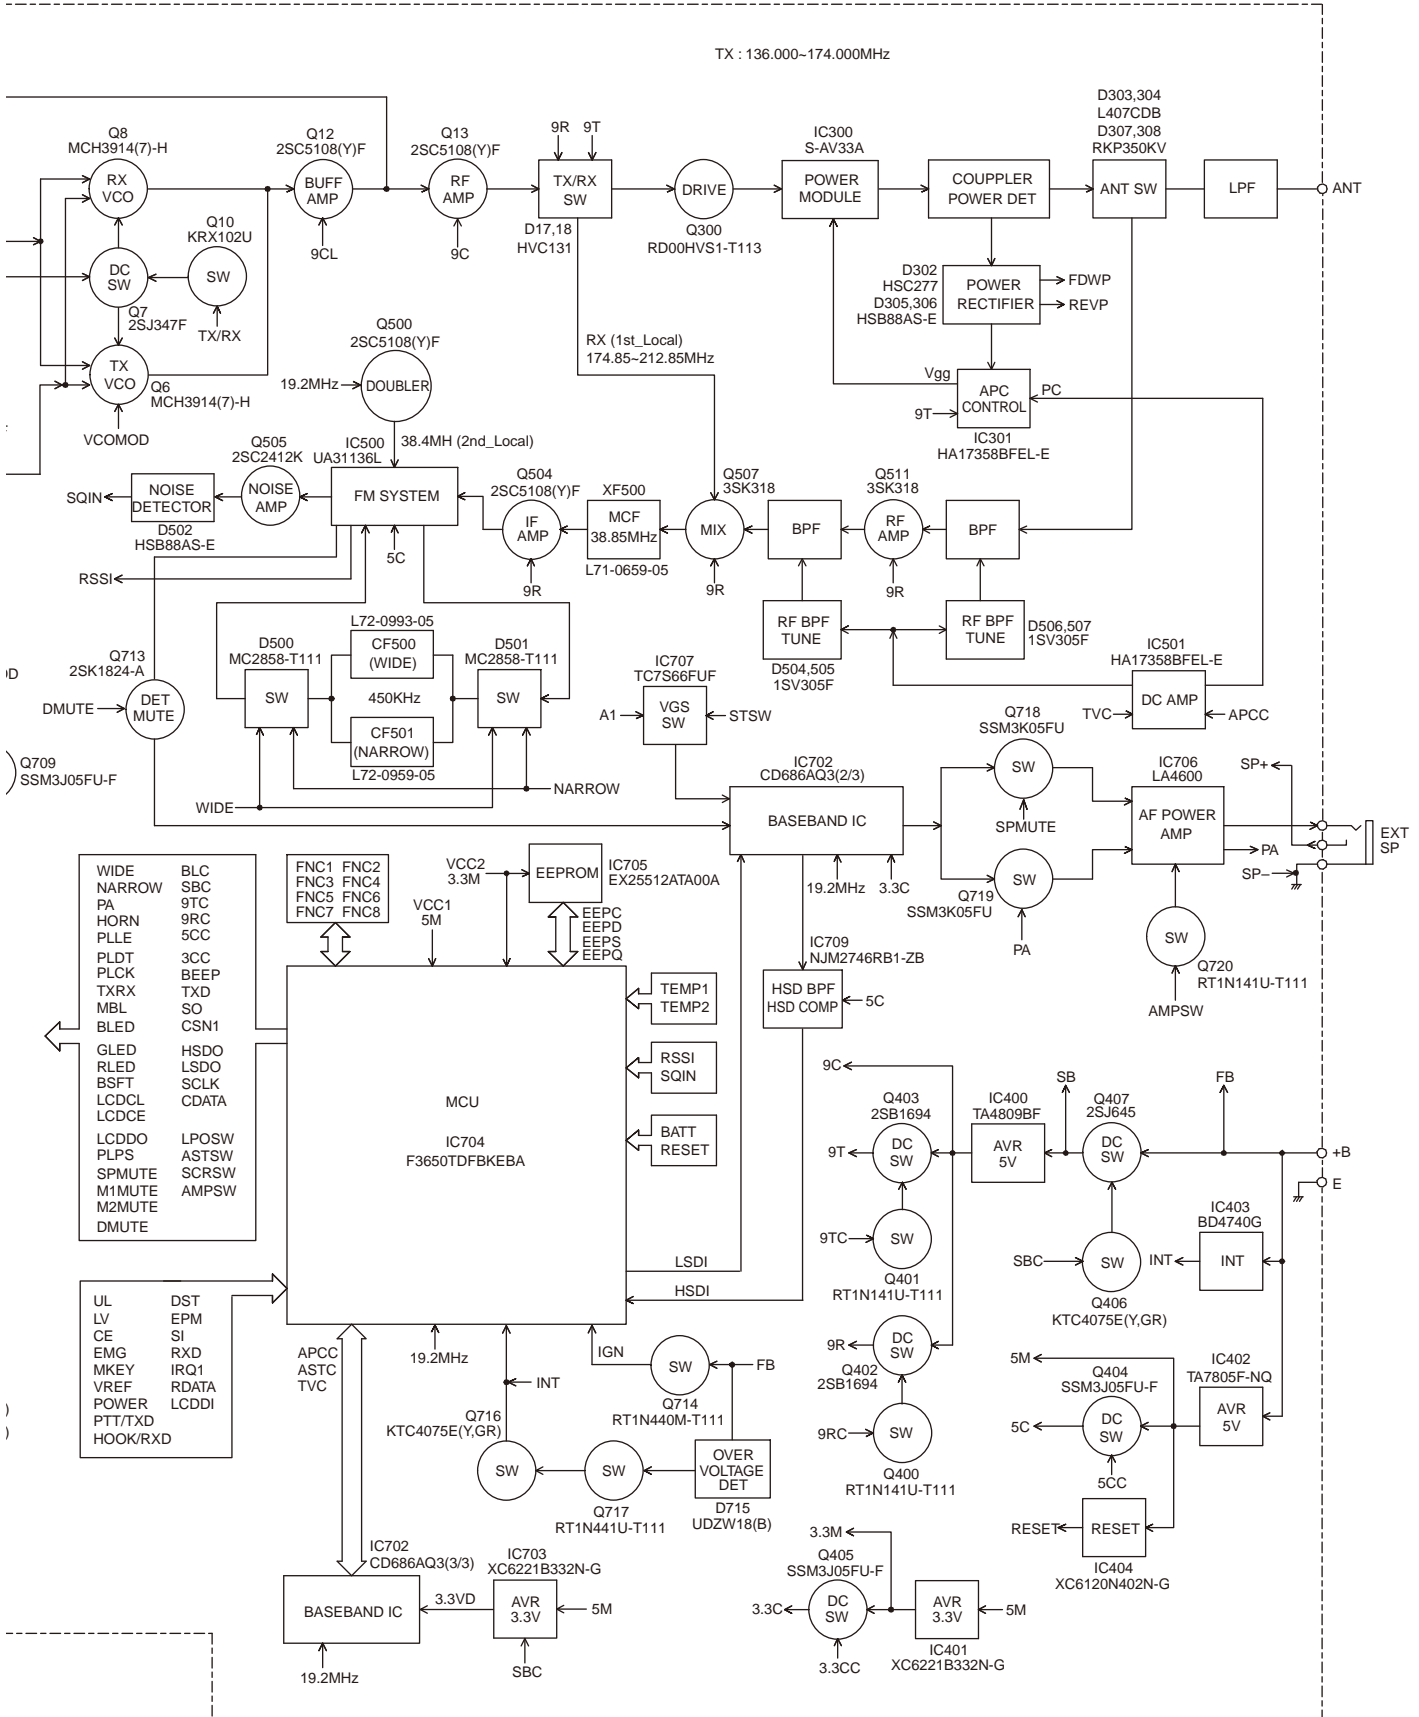 TX : 136.000~174.000MHz
Q8
MCH3914(7)-H
RX
VCO
Q12
2SC5108(Y)F
BUFF
AMP
9CL
Q13
2SC5108(Y)F
RF
AMP
9C
9R 9T
TX/RX
SW
D17,18
HVC131
DRIVE
Q300
RD00HVS1-T113
IC300
S-AV33A
POWER
MODULE
COUPPLER
POWER DET
D303,304
L407CDB
D307,308
RKP350KV
ANT SW
LPF
ANT
Q10
KRX102U
SW
TX/RX
DC
SW
Q7
2SJ347F
TX
VCO
Q6
MCH3914(7)-H
VCOMOD
D302
HSC277
D305,306
HSB88AS-E
POWER
RECTIFIER
FDWP
REVP
RX (1st_Local)
174.85~212.85MHz
Vgg
PC
APC
CONTROL
9T
IC301
HA17358BFEL-E
Q500
2SC5108(Y)F
19.2MHz
DOUBLER
38.4MH (2nd_Local)
IC500
UA31136L
FM SYSTEM
5C
Q505
2SC2412K
NOISE
AMP
SQIN
NOISE
DETECTOR
D502
HSB88AS-E
RSSI
Q504
2SC5108(Y)F
IF
AMP
9R
XF500
MCF
38.85MHz
L71-0659-05
Q507
3SK318
MIX
9R
BPF
Q511
3SK318
RF
AMP
9R
BPF
RF BPF
TUNE
D504,505
1SV305F
RF BPF
TUNE
D506,507
1SV305F
IC501
HA17358BFEL-E
DC AMP
TVC
APCC
L72-0993-05
D500
MC2858-T111
SW
CF500
(WIDE)
450KHz
CF501
(NARROW)
L72-0959-05
D501
MC2858-T111
SW
NARROW
WIDE
Q713
2SK1824-A
DMUTE
DET
MUTE
Q709
SSM3J05FU-F
IC707
TC7S66FUF
A1
VGS
SW
STSW
IC702
CD686AQ3(2/3)
BASEBAND IC
19.2MHz 3.3C
Q718
SSM3K05FU
SW
SPMUTE
SW
Q719
SSM3K05FU
PA
IC706
LA4600
AF POWER
AMP
PA
SP+
SP–
EXT
SP
SW
Q720
RT1N141U-T111
AMPSW
WIDE BLC
NARROW SBC
PA 9TC
HORN 9RC
PLLE 5CC
PLDT 3CC
PLCK BEEP
TXRX TXD
MBL SO
BLED CSN1
GLED HSDO
RLED LSDO
BSFT SCLK
LCDCL CDATA
LCDCE
LCDDO LPOSW
PLPS ASTSW
SPMUTE SCRSW
M1MUTE AMPSW
M2MUTE
DMUTE
FNC1 FNC2
FNC3 FNC4
FNC5 FNC6
FNC7 FNC8
VCC1
5M
VCC2
3.3M
EEPROM
IC705
EX25512ATA00A
EEPC
EEPD
EEPS
EEPQ
TEMP1
TEMP2
RSSI
SQIN
BATT
RESET
MCU
IC704
F3650TDFBKEBA
LSDI
HSDI
IC709
NJM2746RB1-ZB
HSD BPF
HSD COMP
5C
UL DST
LV EPM
CE SI
EMG RXD
MKEY IRQ1
VREF RDATA
POWER LCDDI
PTT/TXD
HOOK/RXD
APCC
ASTC
TVC
19.2MHz
INT
IGN
SW
FB
Q714
RT1N440M-T111
Q716
KTC4075E(Y,GR)
SW
SW
Q717
RT1N441U-T111
OVER
VOLTAGE
DET
D715
UDZW18(B)
IC702
CD686AQ3(3/3)
BASEBAND IC
19.2MHz
3.3VD
IC703
XC6221B332N-G
AVR
3.3V
5M
SBC
9C
Q403
2SB1694
DC
SW
9T
9TC
SW
Q401
RT1N141U-T111
9R
DC
SW
Q402
2SB1694
9RC
SW
Q400
RT1N141U-T111
IC400
TA4809BF
AVR
5V
SB
Q407
2SJ645
DC
SW
FB
+B
E
SBC
SW
Q406
KTC4075E(Y,GR)
IC403
BD4740G
INT
INT
5M
Q404
SSM3J05FU-F
DC
SW
5C
5CC
IC402
TA7805F-NQ
AVR
5V
RESET
RESET
IC404
XC6120N402N-G
3.3M
Q405
SSM3J05FU-F
3.3C
DC
SW
3.3CC
AVR
3.3V
5M
IC401
XC6221B332N-G